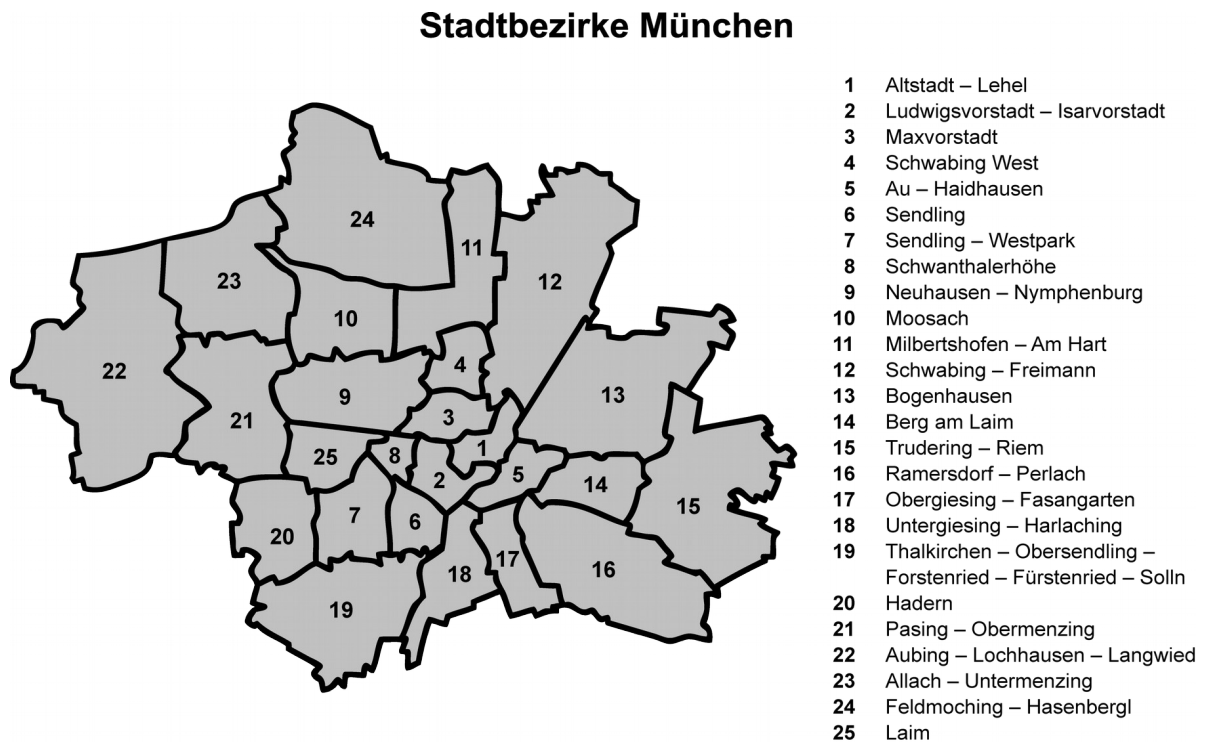 Stadtbezirke München
1 Altstadt – Lehel
2 Ludwigsvorstadt – Isarvorstadt
3 Maxvorstadt
4 Schwabing West
5 Au – Haidhausen
6 Sendling
7 Sendling – Westpark
8 Schwanthalerhöhe
9 Neuhausen – Nymphenburg
10 Moosach
11 Milbertshofen – Am Hart
12 Schwabing – Freimann
13 Bogenhausen
14 Berg am Laim
15 Trudering – Riem
16 Ramersdorf – Perlach
17 Obergiesing – Fasangarten
18 Untergiesing – Harlaching
19 Thalkirchen – Obersendling –
Forstenried – Fürstenried – Solln
20 Hadern
21 Pasing – Obermenzing
22 Aubing – Lochhausen – Langwied
23 Allach – Untermenzing
24 Feldmoching – Hasenbergl
25 Laim
24
11
23
12
10
4
22
9
13
3
21
1
25
8
5
2
14
15
7
6
20
17
16
18
19